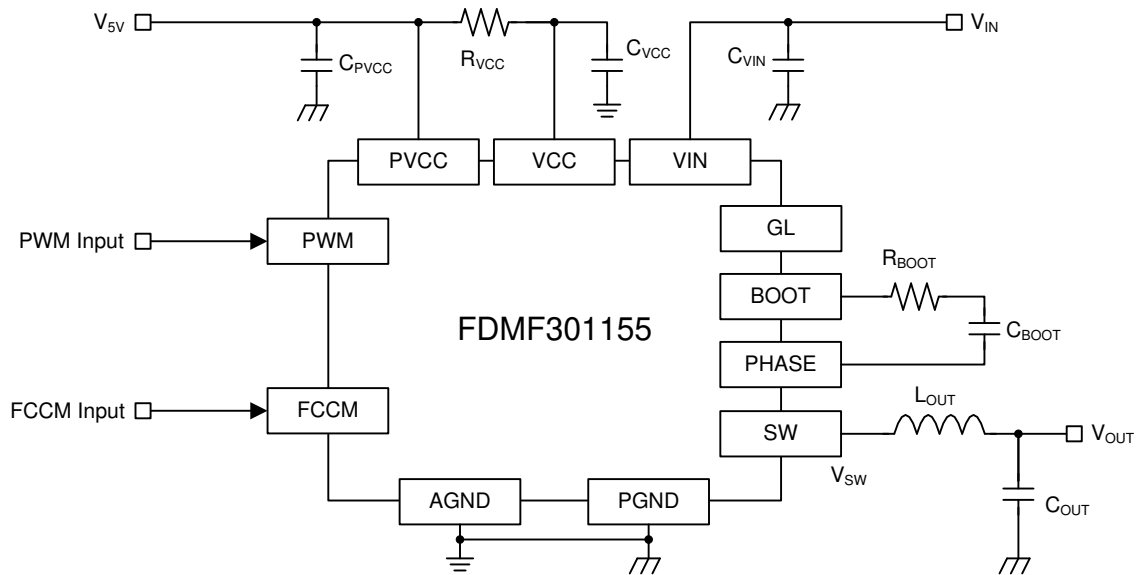 V5V
CPVCC
RVCC
CVCC
CVIN
VIN
PVCC
VCC
VIN
PWM Input
PWM
GL
BOOT
RBOOT
CBOOT
FDMF301155
PHASE
FCCM Input
FCCM
SW
LOUT
VOUT
VSW
AGND
PGND
COUT